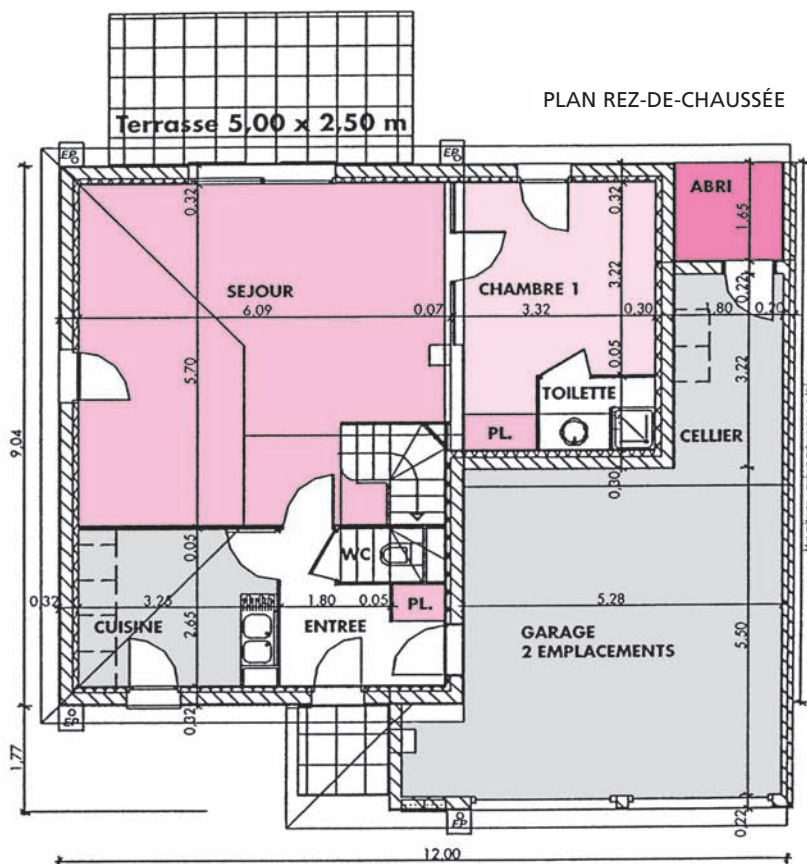 PLAN REZ-DE-CHAUSSÉE
Terrasse 5,00 x 2,50 m
EP
EP
ABRI
0,32
0,32
1,65
SEJOUR
CHAMBRE 1
3,22
0,22
6,09
0,07
3,32
0,30
1,80
0,20
5,70
0,05
3,22
TOILETTE
PL.
CELLIER
9,04
0,30
0,05
WC
0,32
3,25
1,80
0,05
PL.
5,28
CUISINE
2,65
ENTREE
GARAGE
2 EMPLACEMENTS
5,50
EP
0,32
1,77
EP
0,22
12,00